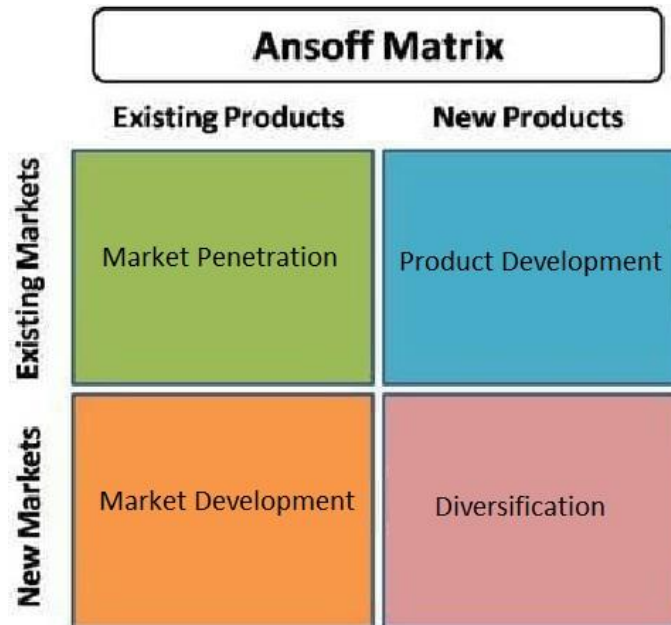 Ansoff Matrix
Existing Products
New Products
Existing Markets
Market Penetration
Product Development
New Markets
Market Development
Diversification